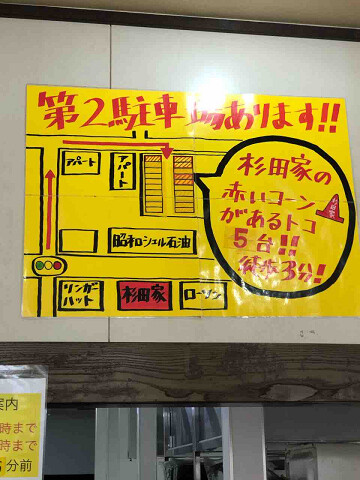 第2駐車場あります!!
アパート
アパート
杉田家の
赤いコーン
があるトコ
5台!!
徒歩3分!
昭和シェル石油
リンガー
ハット
杉田家
ローソン
案内
時まで
時まで
分前